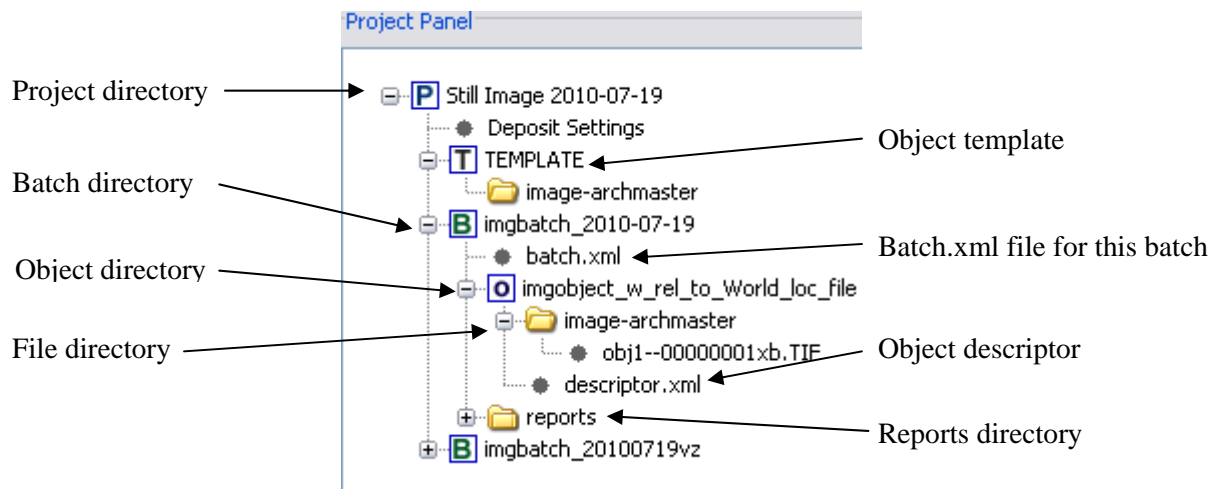 Project Panel
Project directory
P Still Image 2010-07-19
Deposit Settings
Object template
T TEMPLATE
Batch directory
image-archmaster
B imgbatch_2010-07-19
Batch.xml file for this batch
batch.xml
Object directory
O imgobject_w_rel_to_World_loc_file
image-archmaster
File directory
obj1--00000001xb.TIF
Object descriptor
descriptor.xml
reports
Reports directory
B imgbatch_20100719vz